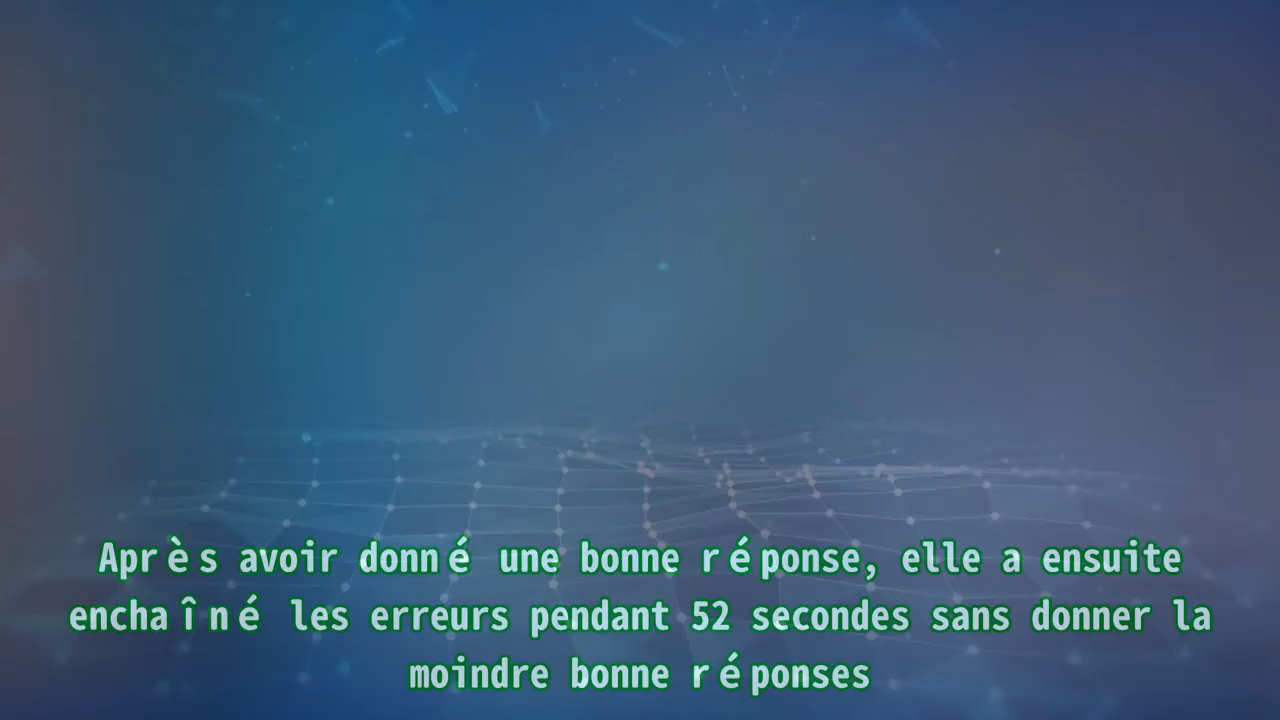 Après avoir donné une bonne réponse, elle a ensuite
enchaîné les erreurs pendant 52 secondes sans donner la
moindre bonne réponses